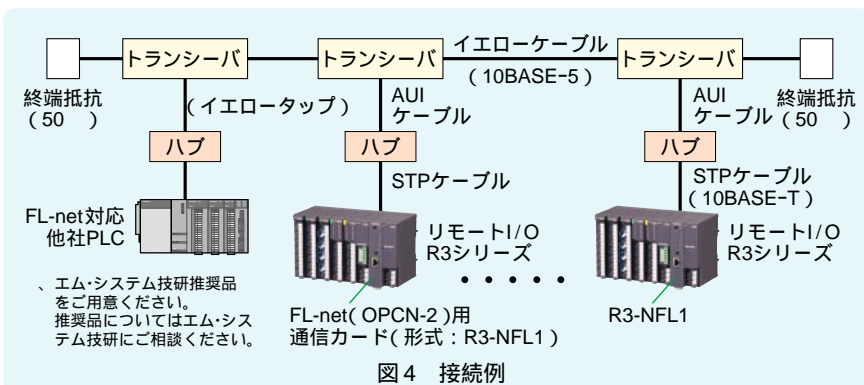 トランシーバ
トランシーバ
イエローケーブル
(10BASE-5)
トランシーバ
終端抵抗
(50　)
(イエロータップ)
AUI
ケーブル
AUI
ケーブル
終端抵抗
(50　)
ハブ
ハブ
ハブ
STPケーブル
STPケーブル
(10BASE-T)
FL-net対応
他社PLC
リモートI/O
R3シリーズ
・・・・・
リモートI/O
R3シリーズ
、エム・システム技研推奨品
をご用意ください。
推奨品についてはエム・シス
テム技研にご相談ください。
FL-net(OPCN-2)用
通信カード(形式:R3-NFL1)
R3-NFL1
図4　接続例